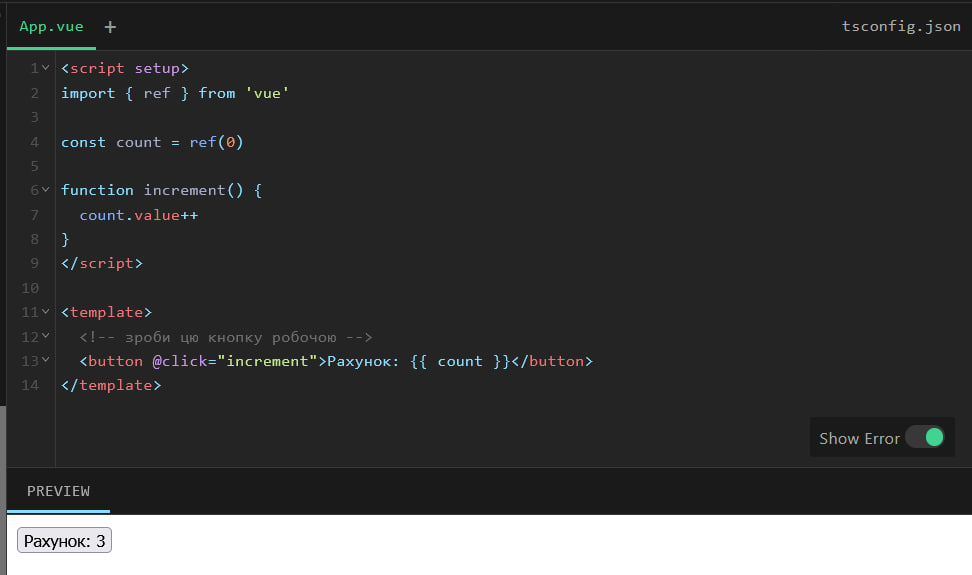 App.vue + tsconfig.json
1 <script setup>
2 import { ref } from 'vue'
3
4 const count = ref(0)
5
6 function increment() {
7   count.value++
8 }
9 </script>
10
11 <template>
12   <!-- зроби цю кнопку робочою -->
13   <button @click="increment">Рахунок: {{ count }}</button>
14 </template>
Show Error
PREVIEW
Рахунок: 3